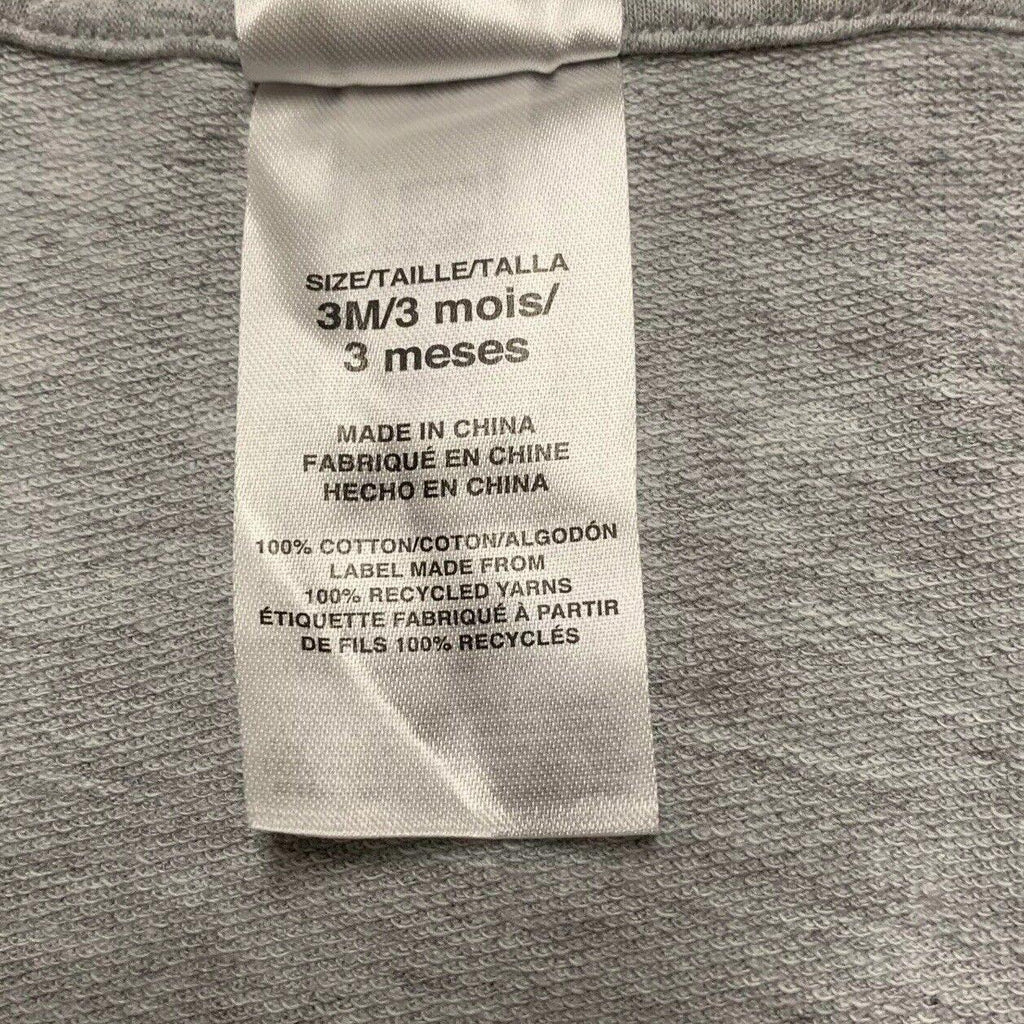 SIZE/TAILLE/TALLA
3M/3 mois/
3 meses
MADE IN CHINA
FABRIQUÉ EN CHINE
HECHO EN CHINA
100% COTTON/COTON/ALGODÓN
LABEL MADE FROM
100% RECYCLED YARNS
ÉTIQUETTE FABRIQUÉ À PARTIR
DE FILS 100% RECYCLÉS